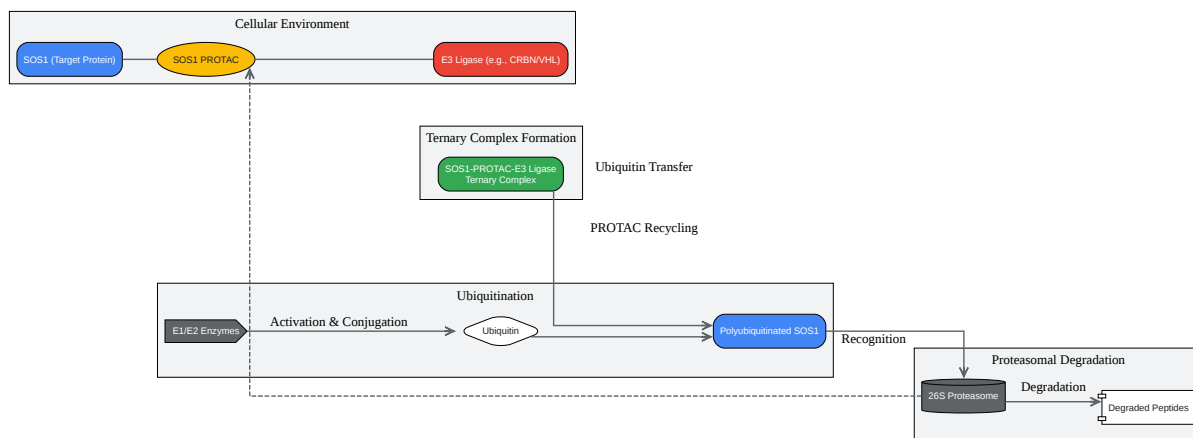 Cellular Environment
SOS1 (Target Protein)
SOS1 PROTAC
E3 Ligase (e.g., CRBN/VHL)
Ternary Complex Formation
SOS1-PROTAC-E3 Ligase
Ternary Complex
Ubiquitin Transfer
PROTAC Recycling
Ubiquitination
E1/E2 Enzymes
Activation & Conjugation
Ubiquitin
Polyubiquitinated SOS1
Recognition
Proteasomal Degradation
26S Proteasome
Degradation
Degraded Peptides